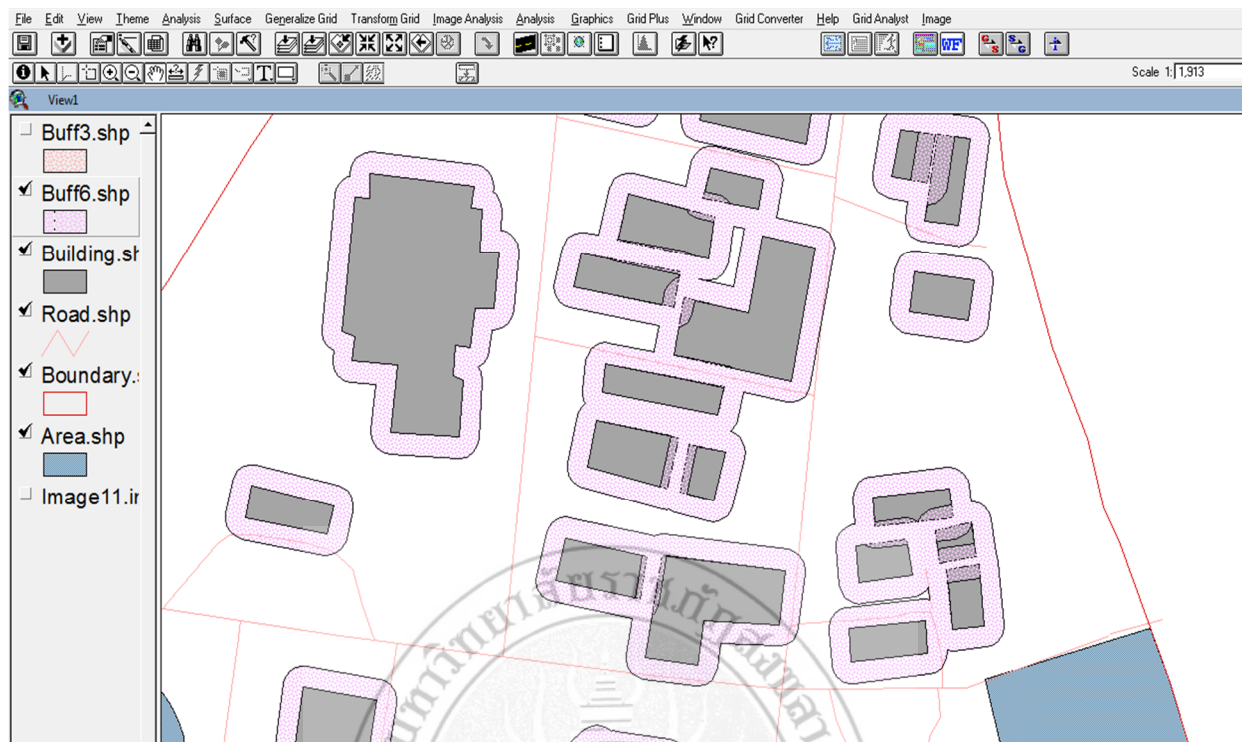 File Edit View Theme Analysis Surface Generalize Grid Transform Grid Image Analysis Analysis Graphics Grid Plus Window Grid Converter Help Grid Analyst Image
WF G S S G
T
Scale 1: 1,913
View1
Buff3.shp
Buff6.shp
Building.sh
Road.shp
Boundary.s
Area.shp
Image11.ir